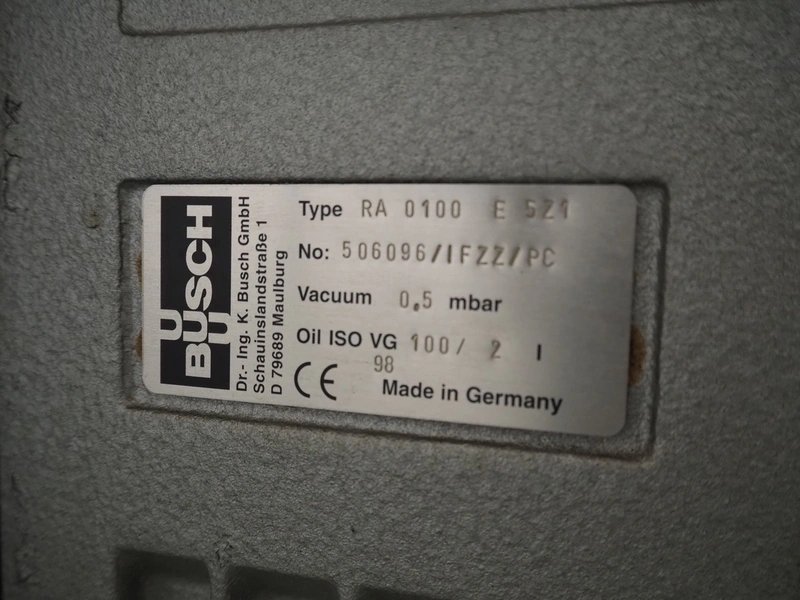 BUSCH
Dr.- Ing. K. Busch GmbH
Schauinslandstraße 1
D 79689 Maulburg
Type RA 0100 E 5Z1
No: 506096/IFZZ/PC
Vacuum 0,5 mbar
Oil ISO VG 100/ 2 l
CE 98
Made in Germany